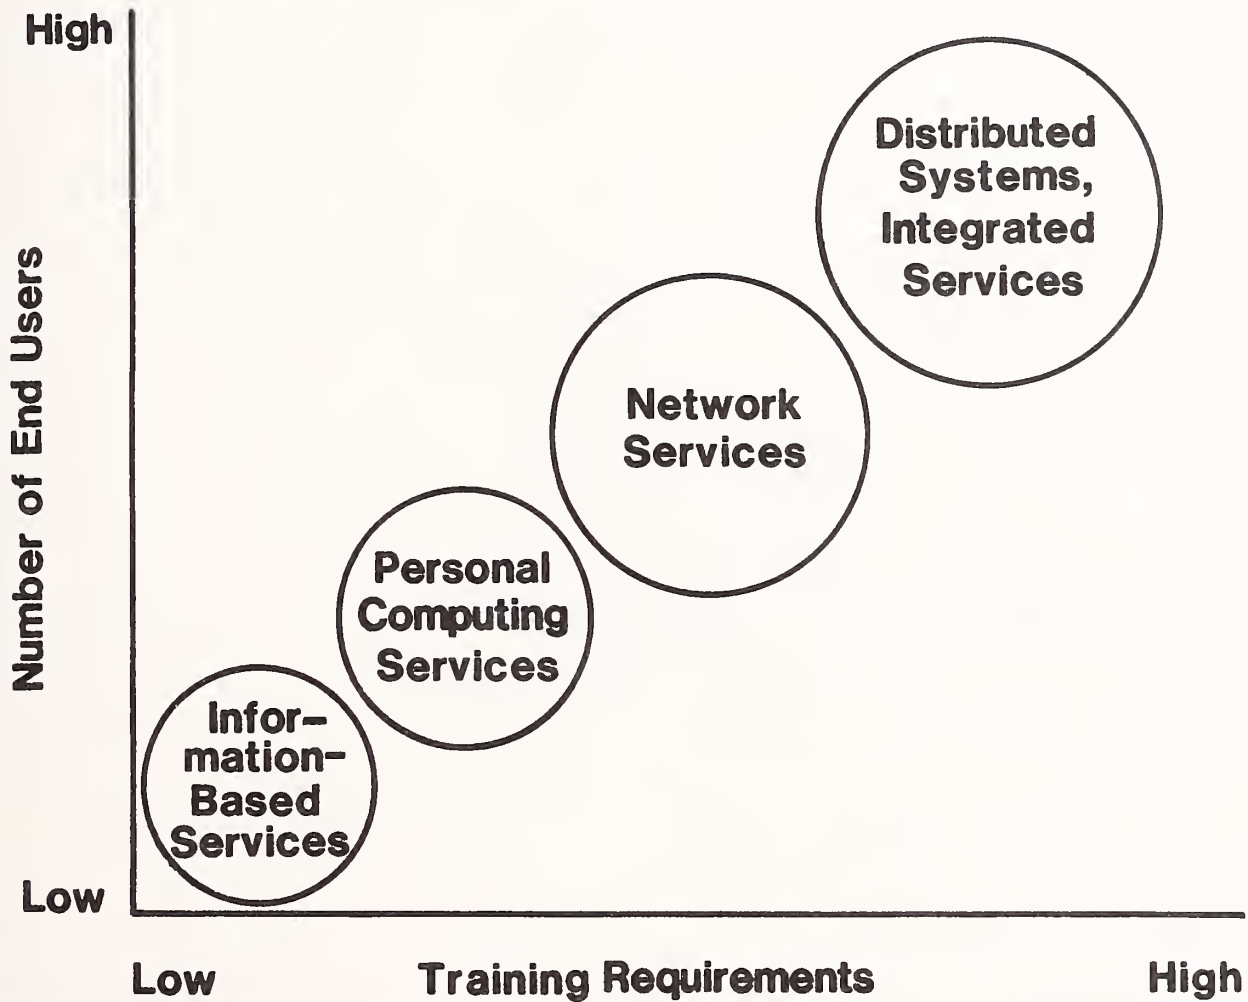 High
Number of End Users
Distributed
Systems,
Integrated
Services
Network
Services
Personal
Computing
Services
Infor-
mation-
Based
Services
Low
Low
Training Requirements
High